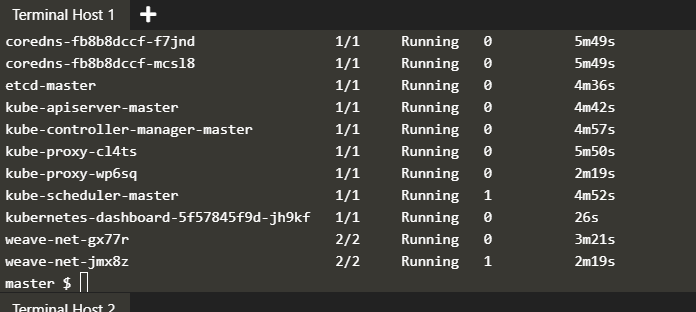 Terminal Host 1 +
coredns-fb8b8dccf-f7jnd 1/1 Running 0 5m49s
coredns-fb8b8dccf-mcsl8 1/1 Running 0 5m49s
etcd-master 1/1 Running 0 4m36s
kube-apiserver-master 1/1 Running 0 4m42s
kube-controller-manager-master 1/1 Running 0 4m57s
kube-proxy-cl4ts 1/1 Running 0 5m50s
kube-proxy-wp6sq 1/1 Running 0 2m19s
kube-scheduler-master 1/1 Running 1 4m52s
kubernetes-dashboard-5f57845f9d-jh9kf 1/1 Running 0 26s
weave-net-gx77r 2/2 Running 0 3m21s
weave-net-jmx8z 2/2 Running 1 2m19s
master $
Terminal Host 2